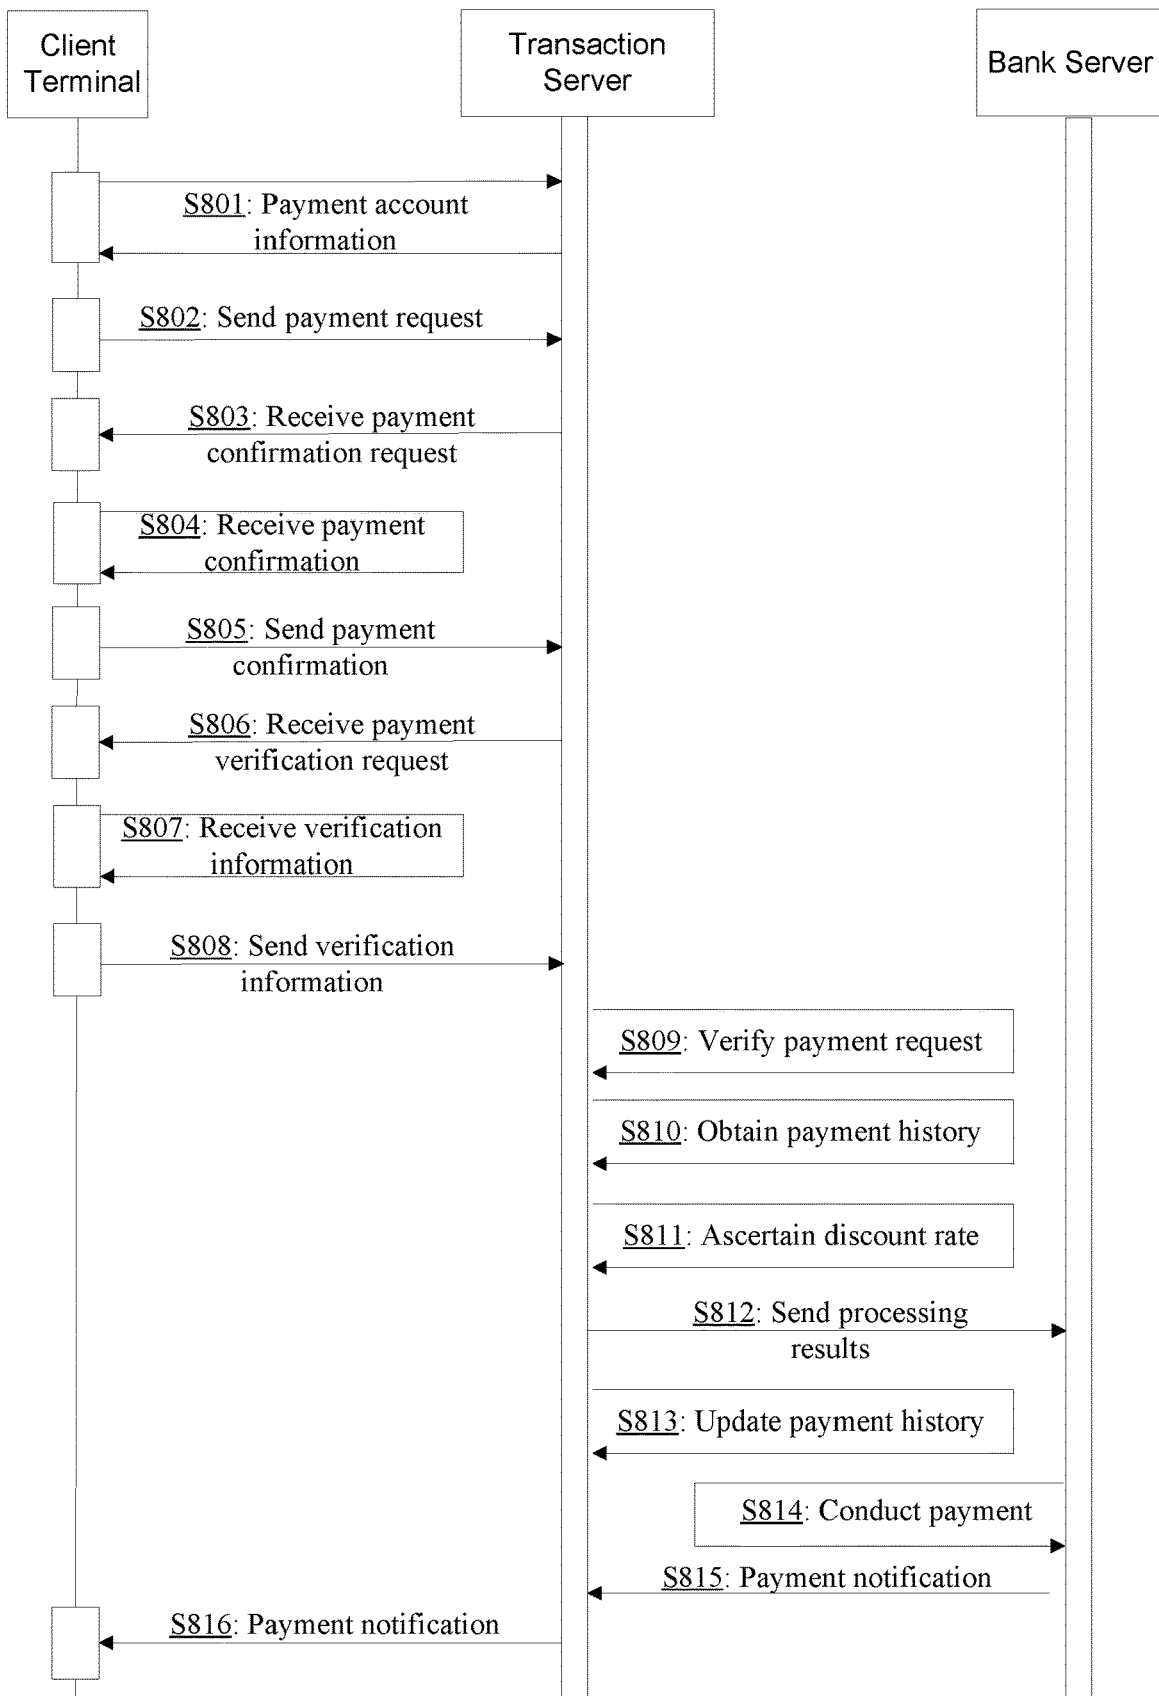 Client
Terminal
Transaction
Server
Bank Server
S801: Payment account
information
S802: Send payment request
S803: Receive payment
confirmation request
S804: Receive payment
confirmation
S805: Send payment
confirmation
S806: Receive payment
verification request
S807: Receive verification
information
S808: Send verification
information
S809: Verify payment request
S810: Obtain payment history
S811: Ascertain discount rate
S812: Send processing
results
S813: Update payment history
S814: Conduct payment
S815: Payment notification
S816: Payment notification